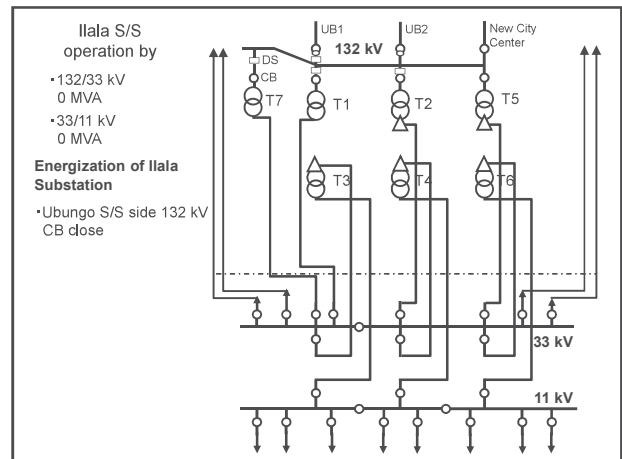 Ilala S/S
operation by
・132/33 kV
0 MVA
・33/11 kV
0 MVA
Energization of Ilala
Substation
・Ubungo S/S side 132 kV
CB close
UB1
UB2
New City
Center
132 kV
DS
CB
T7
T1
T2
T5
T3
T4
T6
33 kV
11 kV